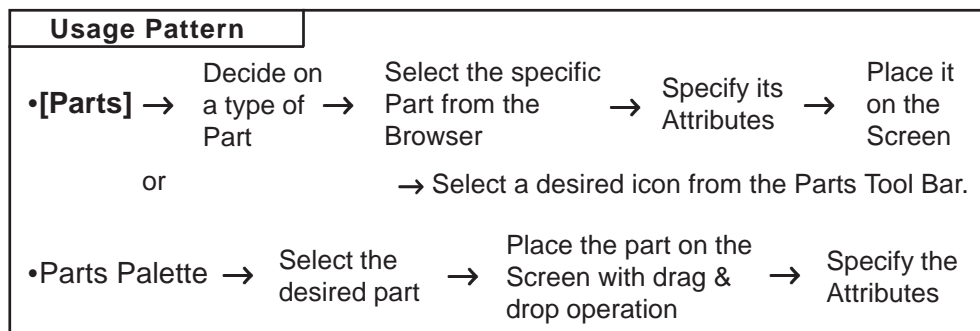 Usage Pattern
•[Parts] → Decide on a type of Part → Select the specific Part from the Browser → Specify its Attributes → Place it on the Screen
or → Select a desired icon from the Parts Tool Bar.
•Parts Palette → Select the desired part → Place the part on the Screen with drag & drop operation → Specify the Attributes